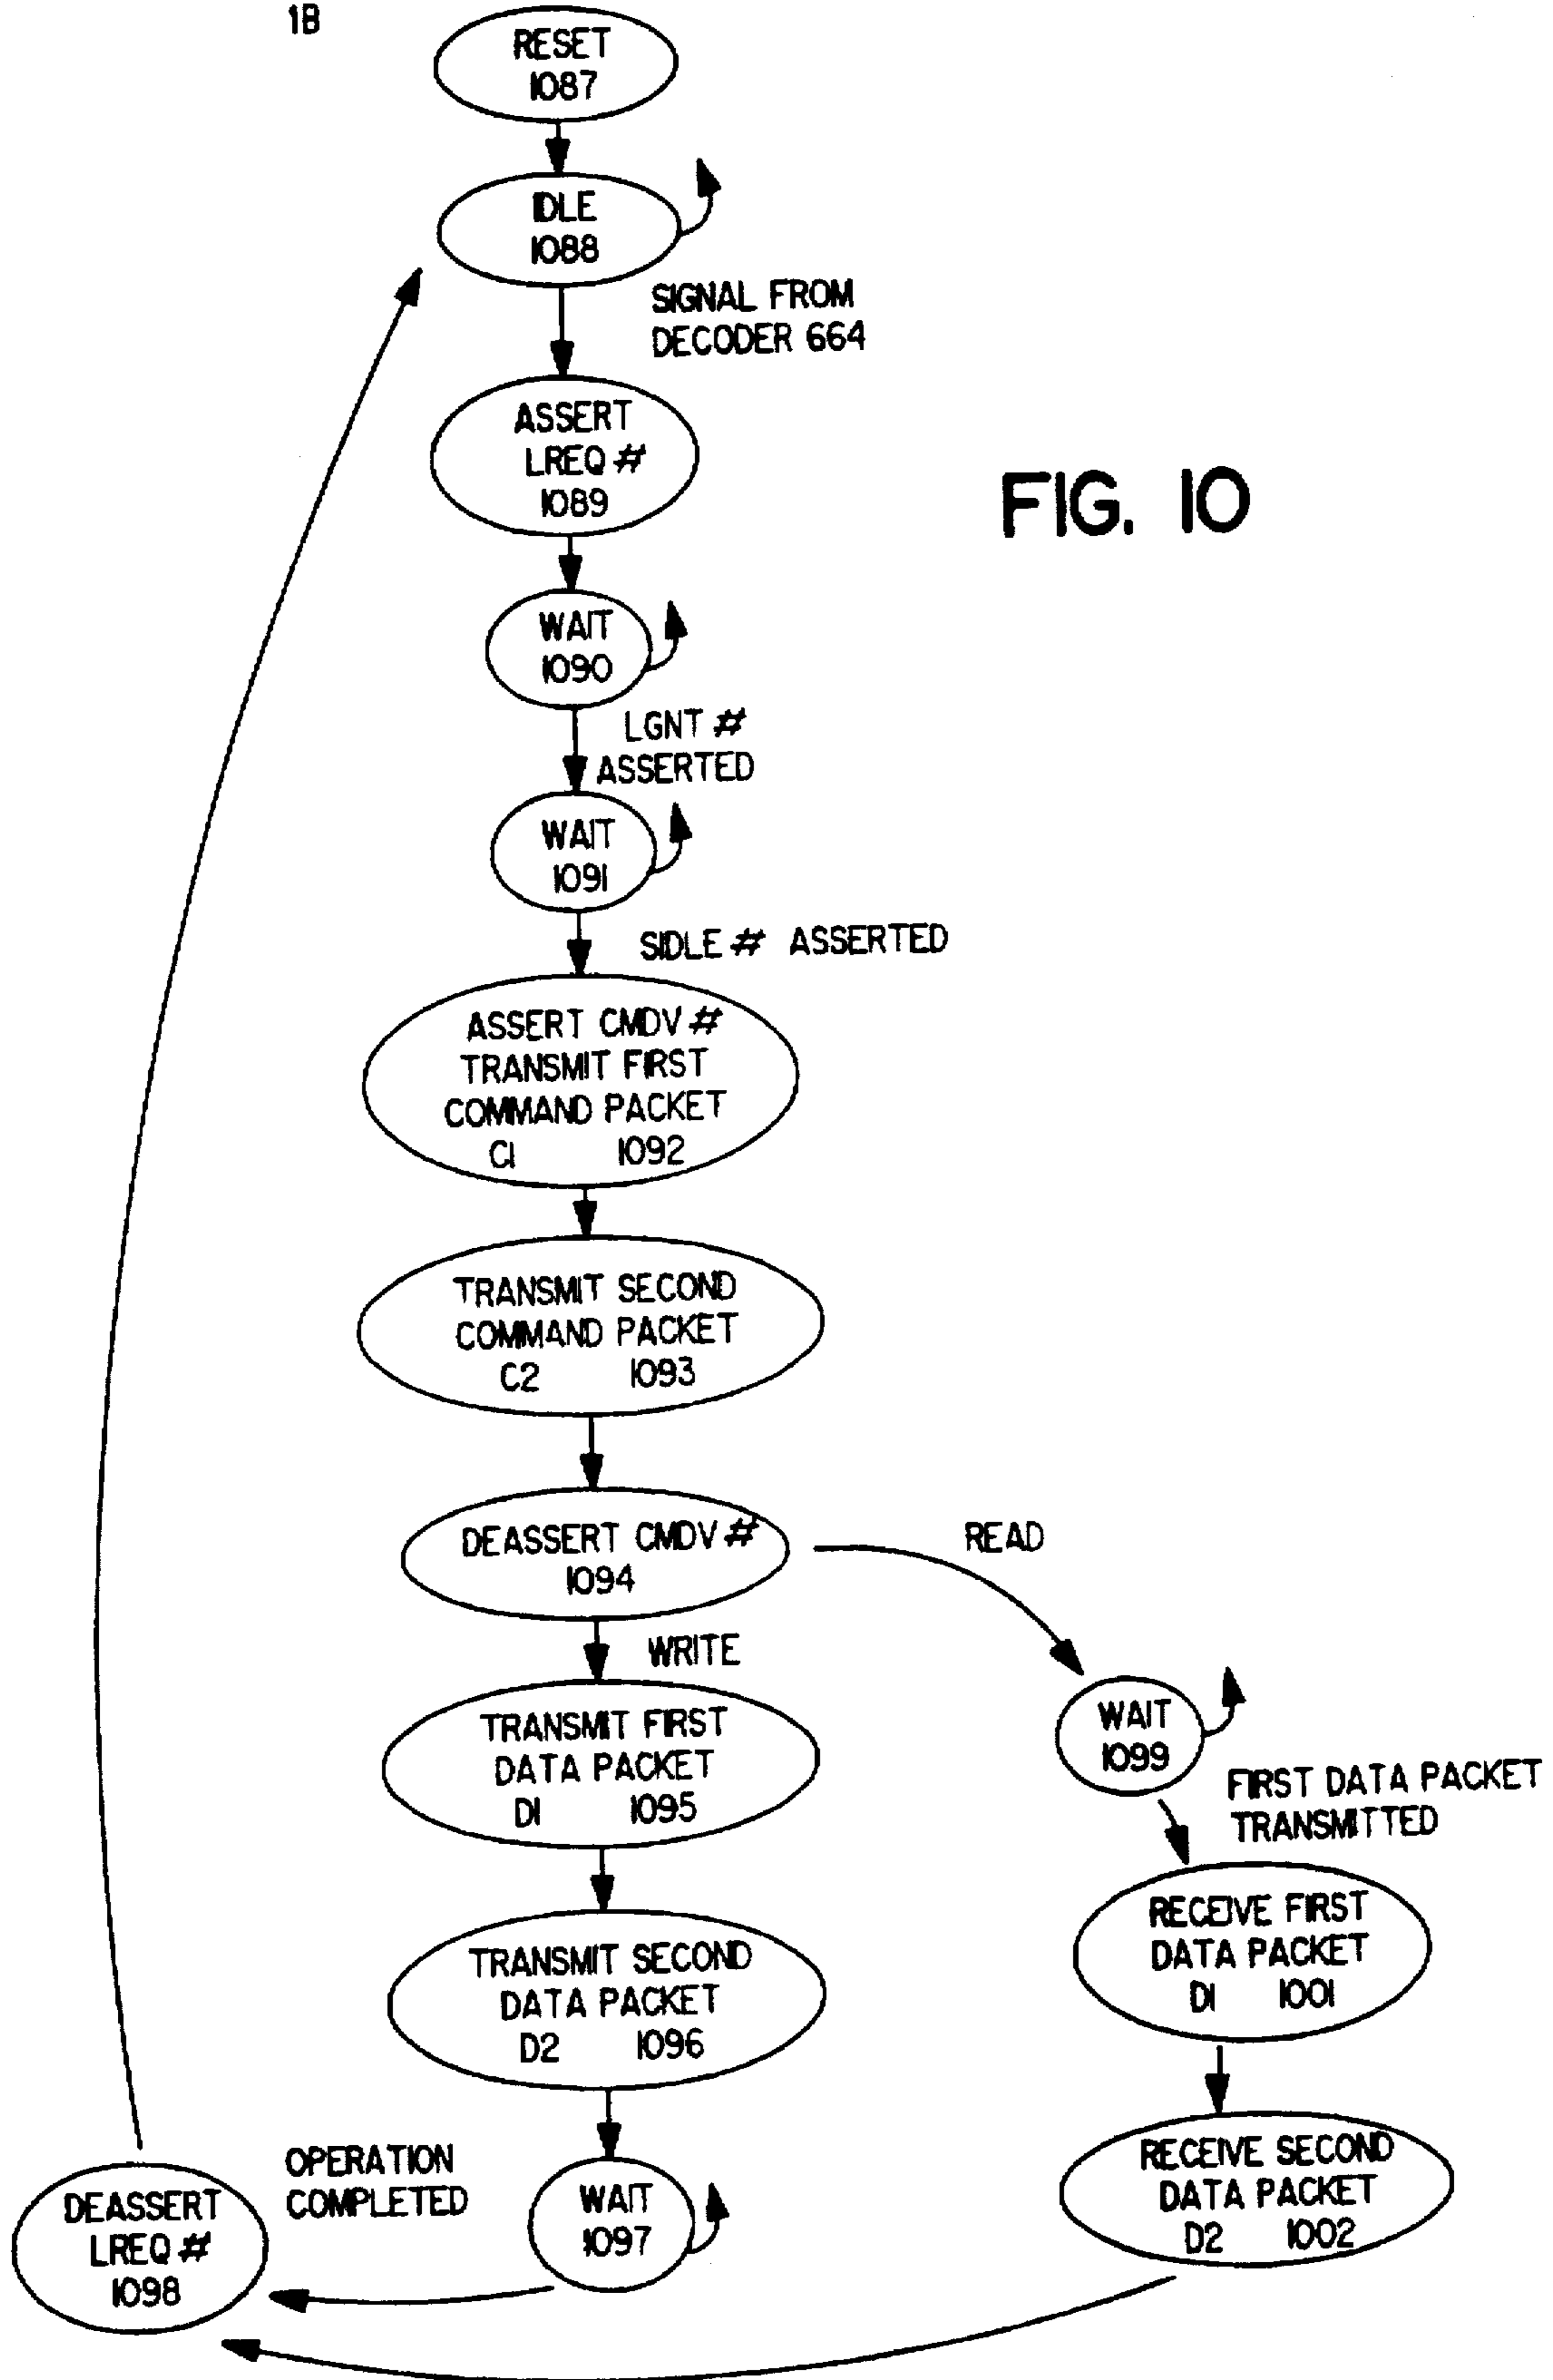 1B
RESET
1087
IDLE
1088
SIGNAL FROM
DECODER 664
ASSERT
LREQ #
1089
FIG. 10
WAIT
1090
LGNT #
ASSERTED
WAIT
1091
SIDLE # ASSERTED
ASSERT CMDV #
TRANSMIT FIRST
COMMAND PACKET
C1 1092
TRANSMIT SECOND
COMMAND PACKET
C2 1093
DEASSERT CMDV #
1094
READ
WRITE
TRANSMIT FIRST
DATA PACKET
D1 1095
WAIT
1099
FIRST DATA PACKET
TRANSMITTED
RECEIVE FIRST
DATA PACKET
D1 1001
TRANSMIT SECOND
DATA PACKET
D2 1096
RECEIVE SECOND
DATA PACKET
D2 1002
OPERATION
COMPLETED
WAIT
1097
DEASSERT
LREQ #
1098